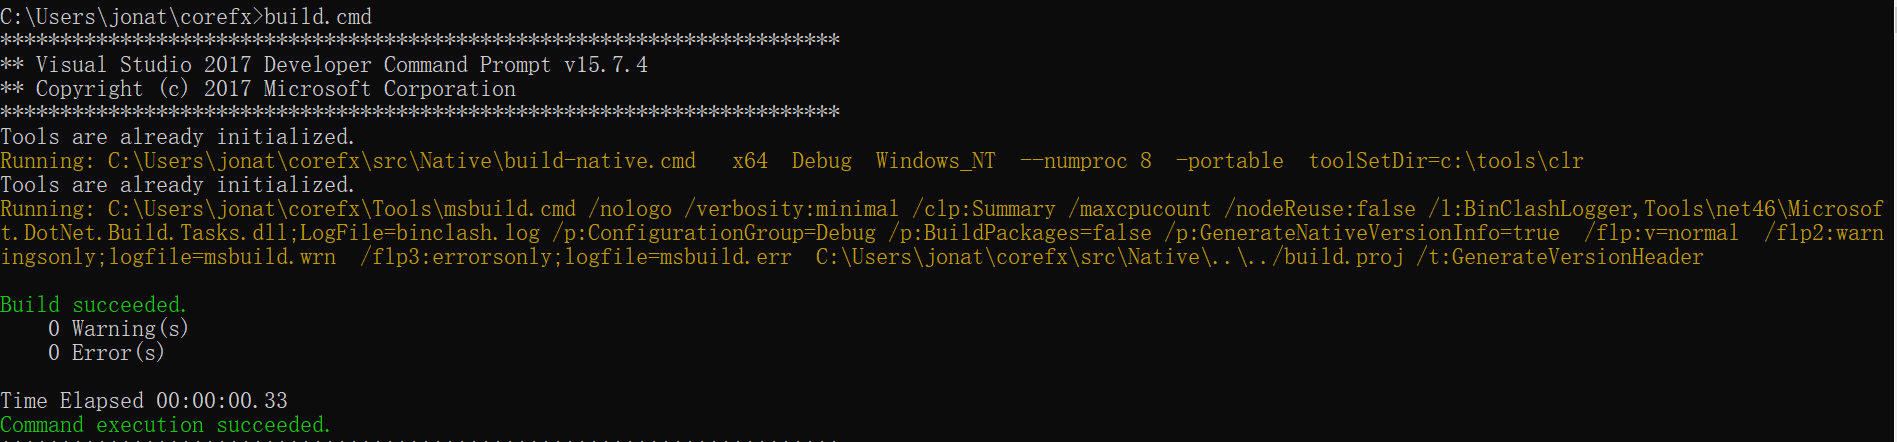 C:\Users\jonat\corefx>build.cmd
**********************************************************************
** Visual Studio 2017 Developer Command Prompt v15.7.4
** Copyright (c) 2017 Microsoft Corporation
**********************************************************************
Tools are already initialized.
Running: C:\Users\jonat\corefx\src\Native\build-native.cmd   x64  Debug  Windows_NT  --numproc 8  -portable  toolSetDir=c:\tools\clr
Tools are already initialized.
Running: C:\Users\jonat\corefx\Tools\msbuild.cmd /nologo /verbosity:minimal /clp:Summary /maxcpucount /nodeReuse:false /l:BinClashLogger,Tools\net46\Microsof
t.DotNet.Build.Tasks.dll;LogFile=binclash.log /p:ConfigurationGroup=Debug /p:BuildPackages=false /p:GenerateNativeVersionInfo=true  /flp:v=normal  /flp2:warn
ingsonly;logfile=msbuild.wrn  /flp3:errorsonly;logfile=msbuild.err  C:\Users\jonat\corefx\src\Native\..\../build.proj /t:GenerateVersionHeader
Build succeeded.
    0 Warning(s)
    0 Error(s)
Time Elapsed 00:00:00.33
Command execution succeeded.